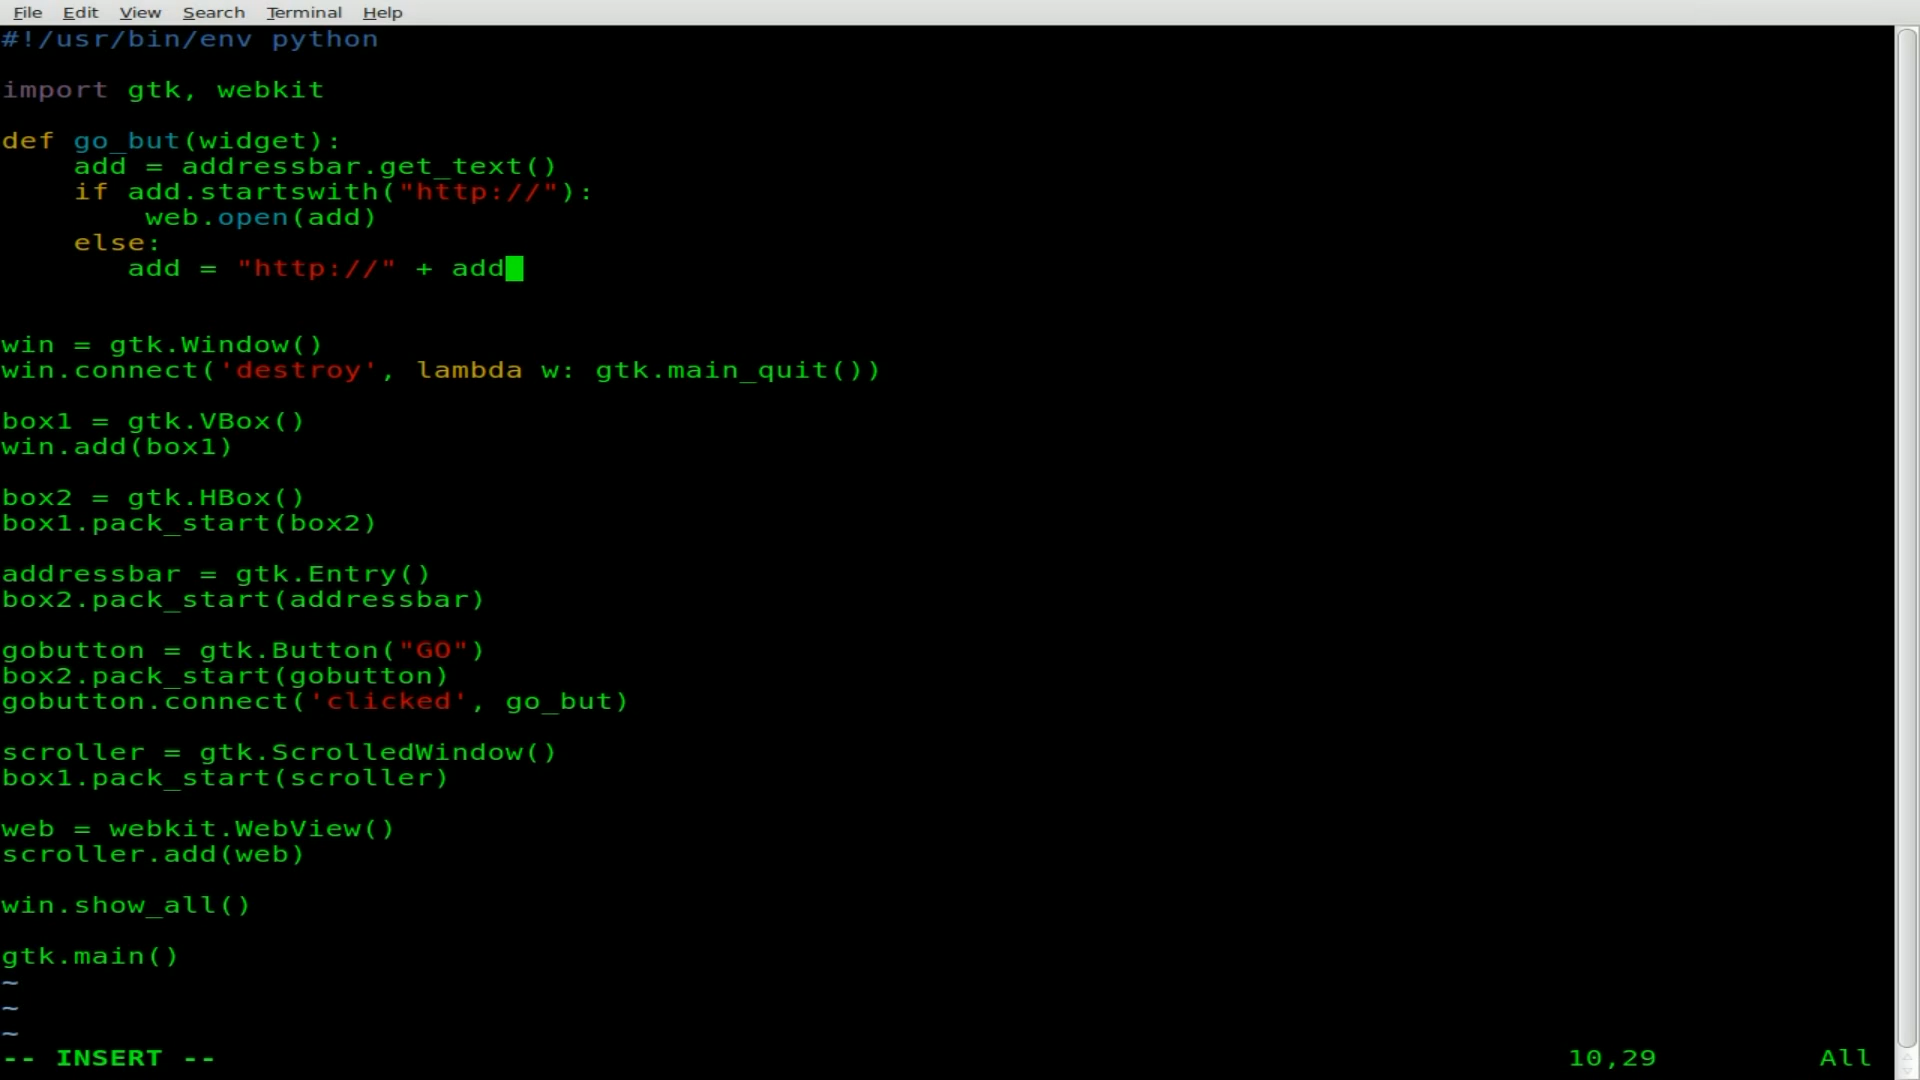 File Edit View Search Terminal Help
#!/usr/bin/env python

import gtk, webkit

def go_but(widget):
    add = addressbar.get_text()
    if add.startswith("http://"):
        web.open(add)
    else:
       add = "http://" + add

win = gtk.Window()
win.connect('destroy', lambda w: gtk.main_quit())

box1 = gtk.VBox()
win.add(box1)

box2 = gtk.HBox()
box1.pack_start(box2)

addressbar = gtk.Entry()
box2.pack_start(addressbar)

gobutton = gtk.Button("GO")
box2.pack_start(gobutton)
gobutton.connect('clicked', go_but)

scroller = gtk.ScrolledWindow()
box1.pack_start(scroller)

web = webkit.WebView()
scroller.add(web)

win.show_all()

gtk.main()
~
~
~
-- INSERT -- 10,29 All